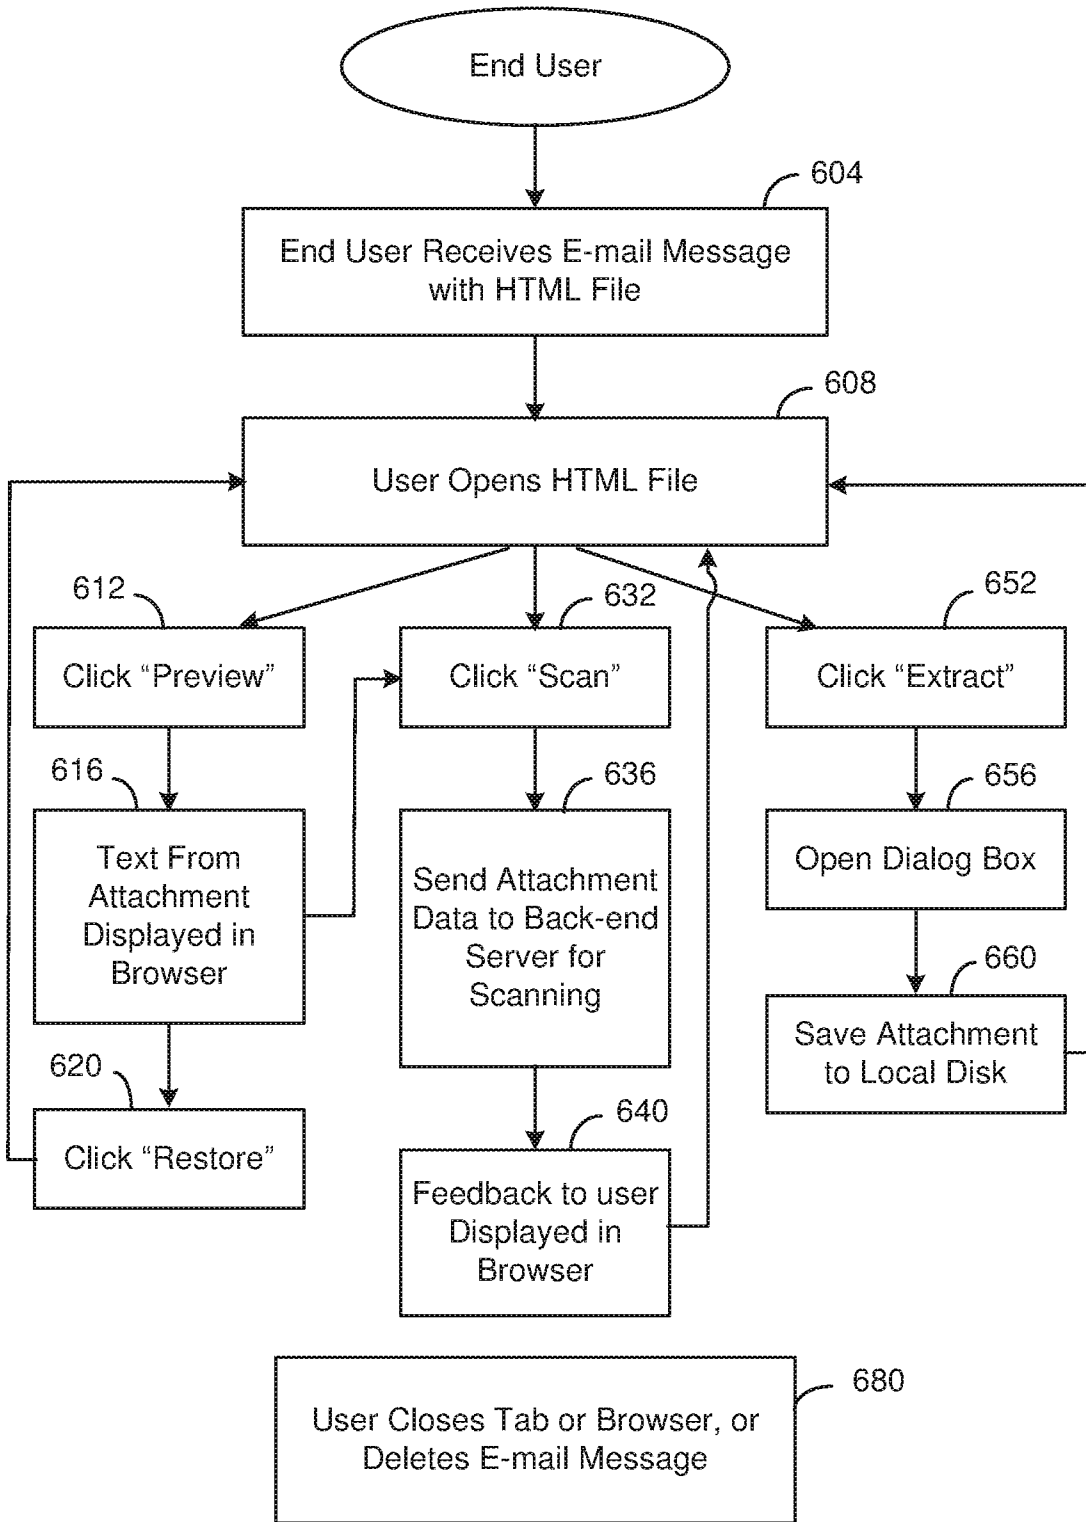 End User
604
End User Receives E-mail Message
with HTML File
608
User Opens HTML File
612
632
652
Click “Preview”
Click “Scan”
Click “Extract”
616
636
656
Text From
Attachment
Displayed in
Browser
Send Attachment
Data to Back-end
Server for
Scanning
Open Dialog Box
660
Save Attachment
to Local Disk
620
Click “Restore”
640
Feedback to user
Displayed in
Browser
680
User Closes Tab or Browser, or
Deletes E-mail Message